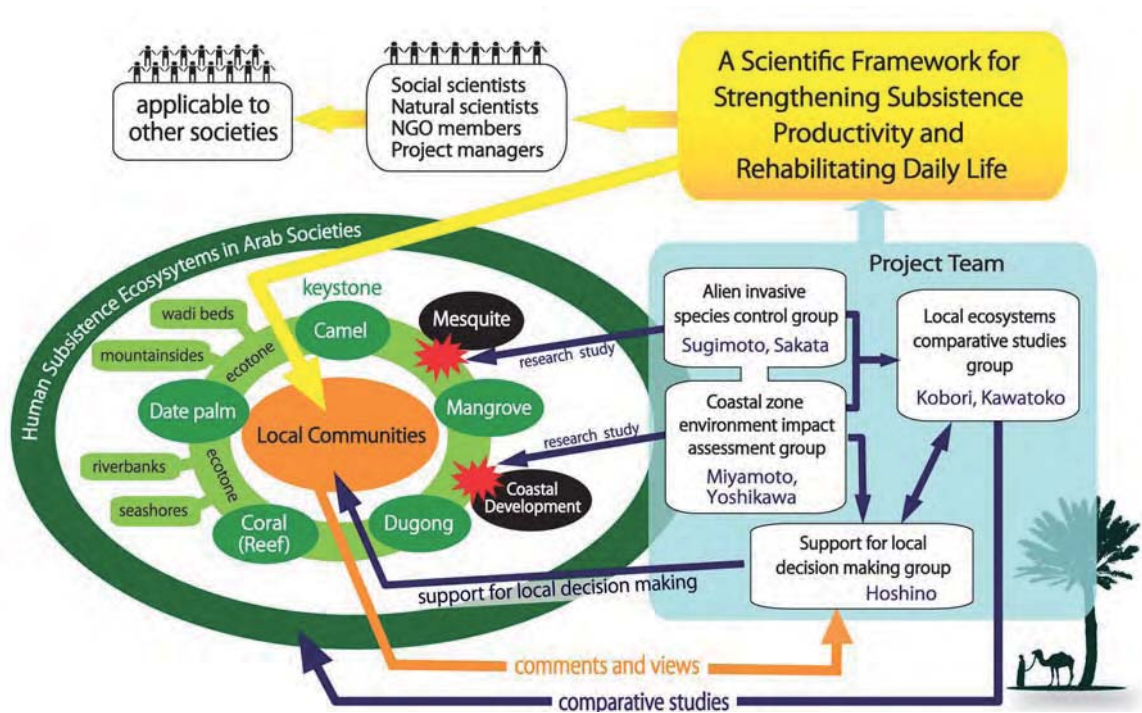 applicable to
other societies
Social scientists
Natural scientists
NGO members
Project managers
A Scientific Framework for
Strengthening Subsistence
Productivity and
Rehabilitating Daily Life
Human Subsistence Ecosysytems in Arab Societies
keystone
Camel
Mesquite
wadi beds
mountainsides
ecotone
Date palm
Local Communities
Mangrove
riverbanks
seashores
ecotone
Coral
(Reef)
Dugong
Coastal
Development
research study
research study
Project Team
Alien invasive
species control group
Sugimoto, Sakata
Local ecosystems
comparative studies
group
Kobori, Kawatoko
Coastal zone
environment impact
assessment group
Miyamoto,
Yoshikawa
Support for local
decision making group
Hoshino
support for local decision making
comments and views
comparative studies